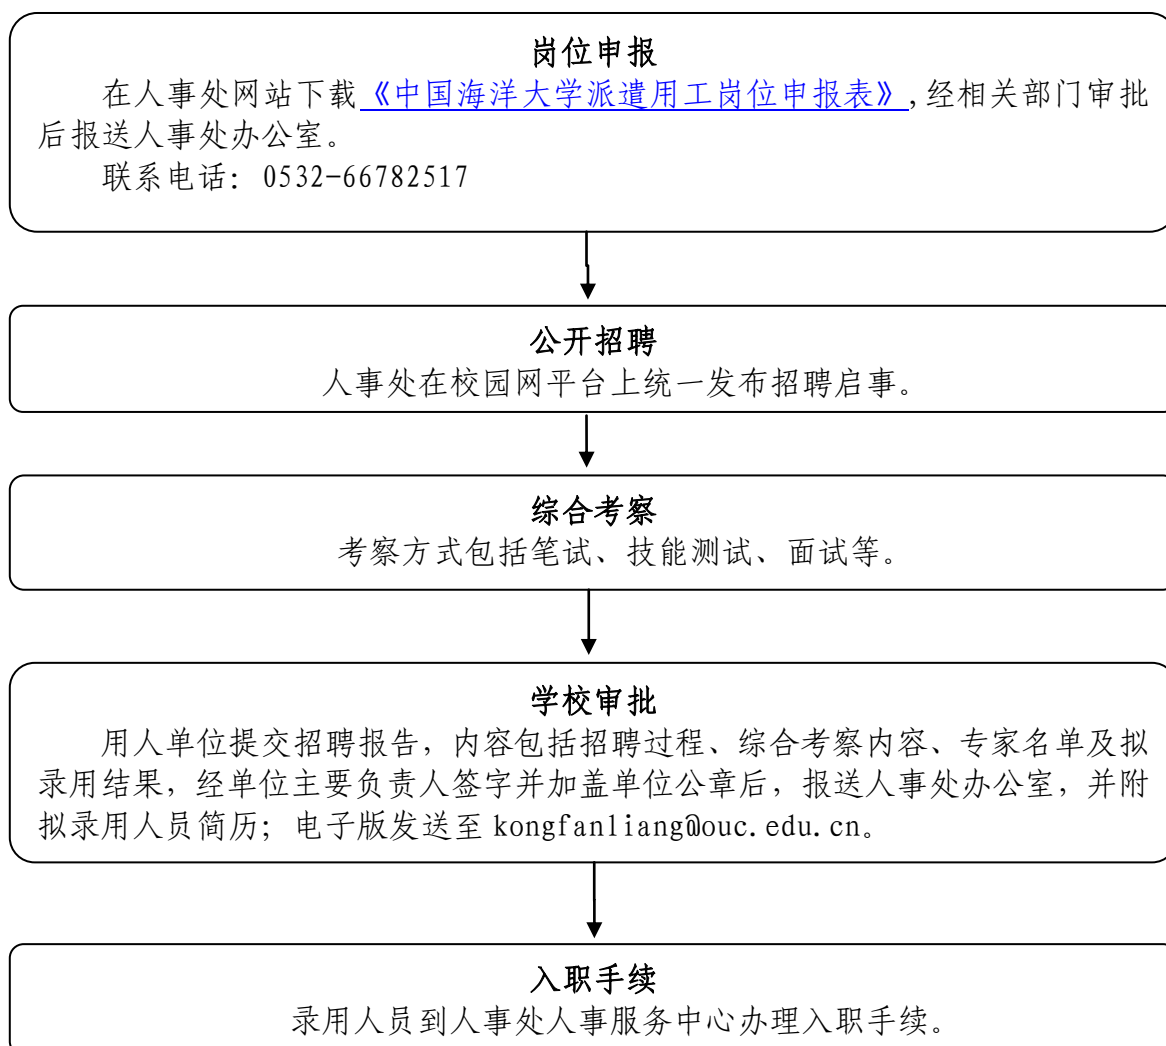 岗位申报
在人事处网站下载《中国海洋大学派遣用工岗位申报表》,经相关部门审批
后报送人事处办公室。
联系电话：0532-66782517
公开招聘
人事处在校园网平台上统一发布招聘启事。
综合考察
考察方式包括笔试、技能测试、面试等。
学校审批
用人单位提交招聘报告，内容包括招聘过程、综合考察内容、专家名单及拟
录用结果，经单位主要负责人签字并加盖单位公章后，报送人事处办公室，并附
拟录用人员简历；电子版发送至 kongfanliang@ouc.edu.cn。
入职手续
录用人员到人事处人事服务中心办理入职手续。